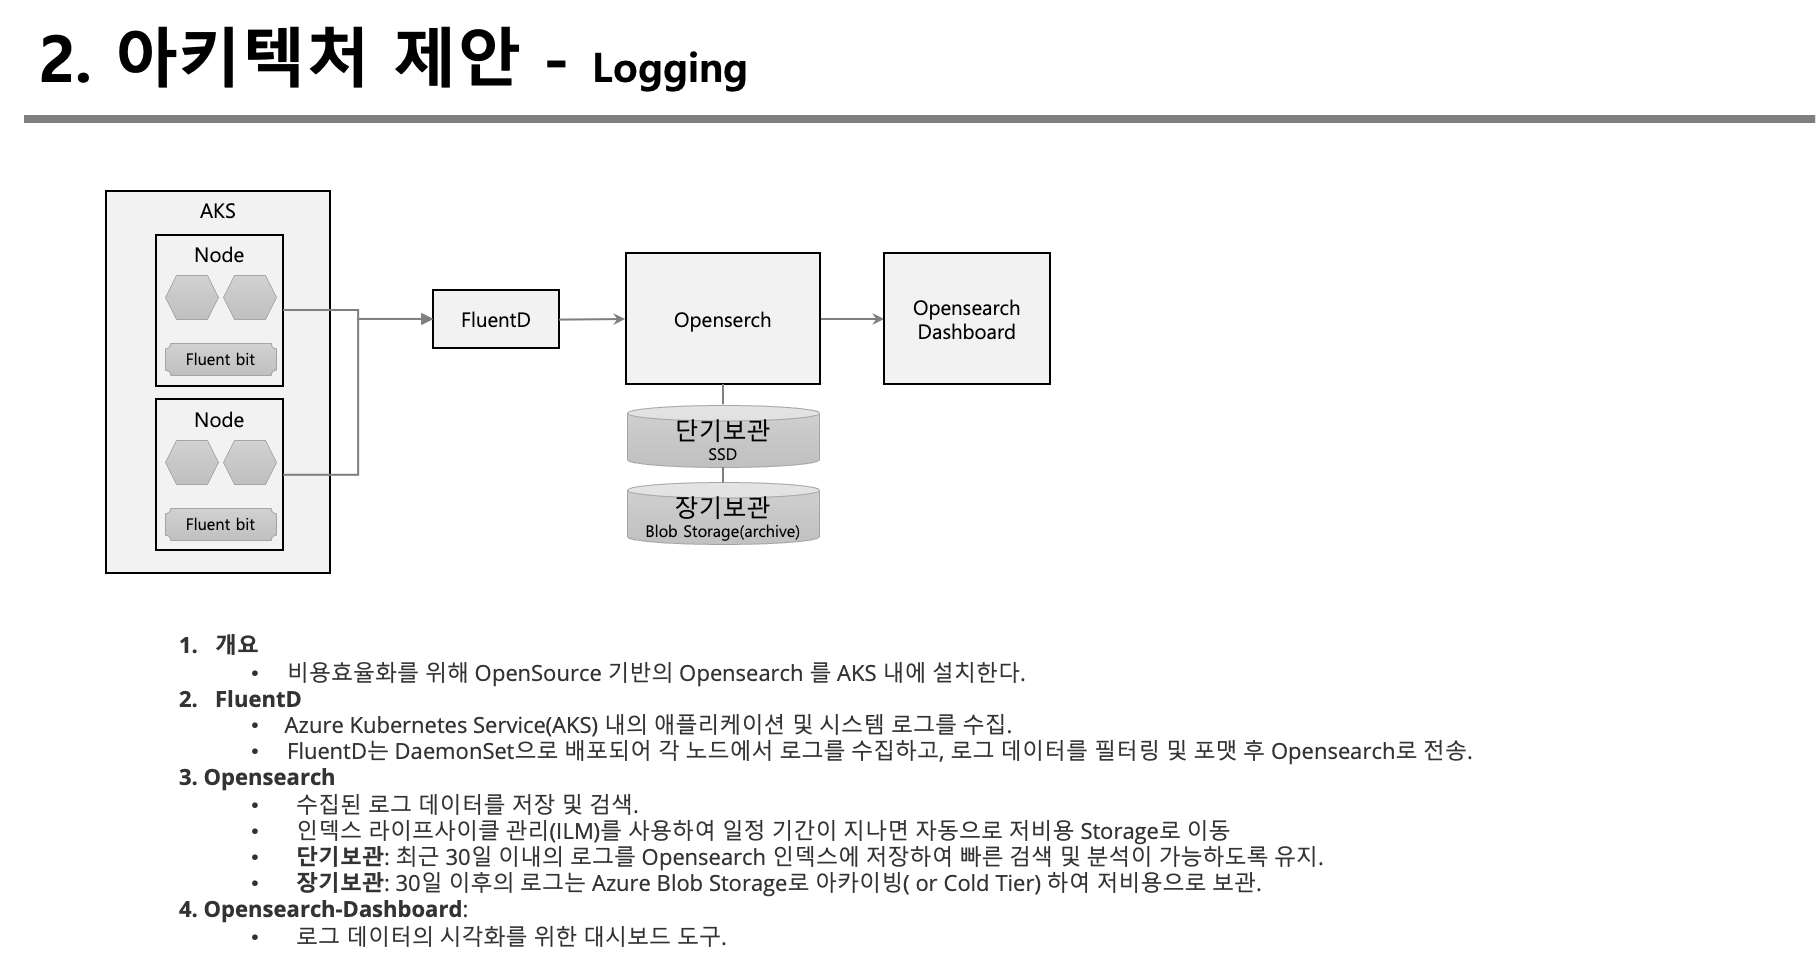 2. 아키텍처 제안 - Logging
AKS
Node
Fluent bit
Node
Fluent bit
FluentD
Openserch
Opensearch
Dashboard
단기보관
SSD
장기보관
Blob Storage(archive)
1. 개요
• 비용효율화를 위해 OpenSource 기반의 Opensearch 를 AKS 내에 설치한다.
2. FluentD
• Azure Kubernetes Service(AKS) 내의 애플리케이션 및 시스템 로그를 수집.
• FluentD는 DaemonSet으로 배포되어 각 노드에서 로그를 수집하고, 로그 데이터를 필터링 및 포맷 후 Opensearch로 전송.
3. Opensearch
• 수집된 로그 데이터를 저장 및 검색.
• 인덱스 라이프사이클 관리(ILM)를 사용하여 일정 기간이 지나면 자동으로 저비용 Storage로 이동
• 단기보관: 최근 30일 이내의 로그를 Opensearch 인덱스에 저장하여 빠른 검색 및 분석이 가능하도록 유지.
• 장기보관: 30일 이후의 로그는 Azure Blob Storage로 아카이빙( or Cold Tier) 하여 저비용으로 보관.
4. Opensearch-Dashboard:
• 로그 데이터의 시각화를 위한 대시보드 도구.